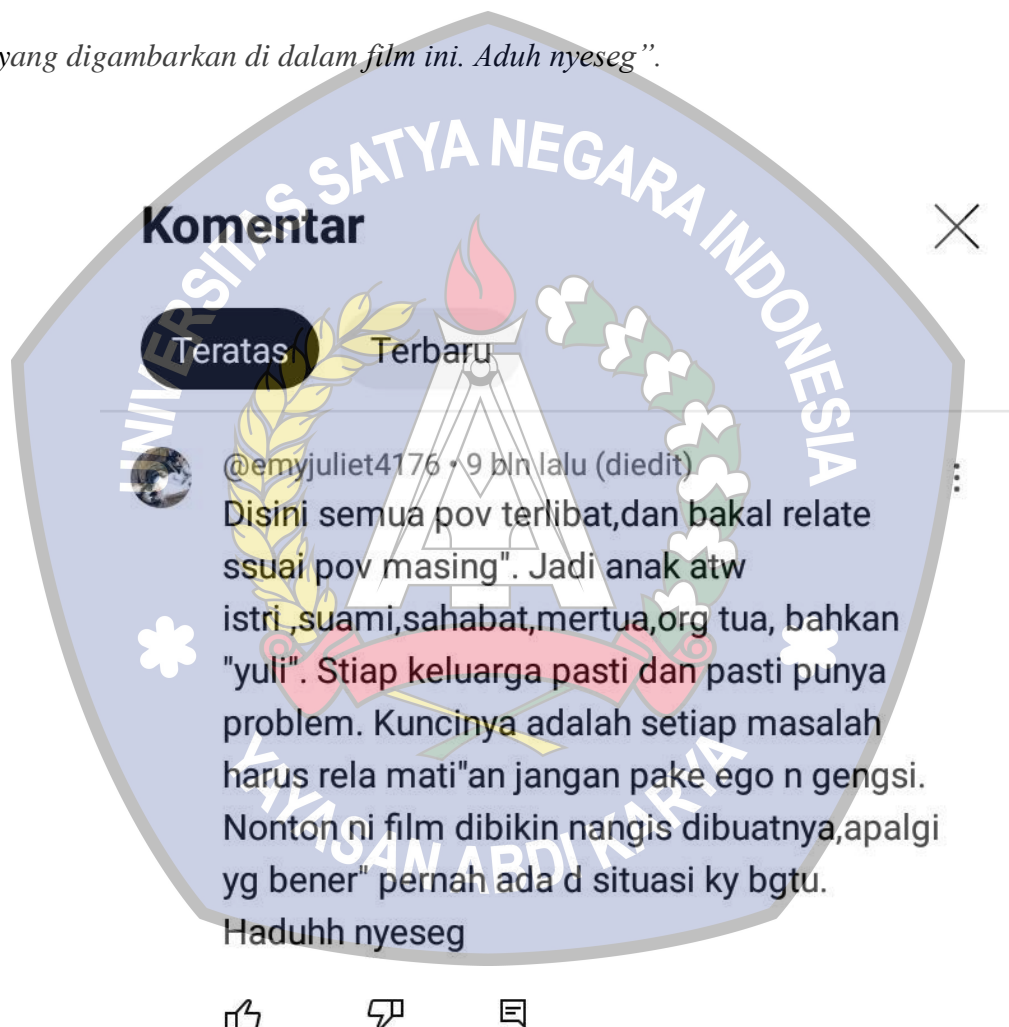 yang digambarkan di dalam film ini. Aduh nyeseg”.
UNIVERSITAS SATYA NEGARA INDONESIA
Komentar
Teratas
Terbaru
@emyjuliet4176 • 9 bln lalu (diedit)
Disini semua pov terlibat,dan bakal relate
ssuai pov masing". Jadi anak atw
istri ,suami,sahabat,mertua,org tua, bahkan
"yuli". Stiap keluarga pasti dan pasti punya
problem. Kuncinya adalah setiap masalah
harus rela mati"an jangan pake ego n gengsi.
Nonton ni film dibikin nangis dibuatnya,apalgi
yg bener" pernah ada d situasi ky bgtu.
Haduhh nyeseg
YAYASAN ABDI KARYA